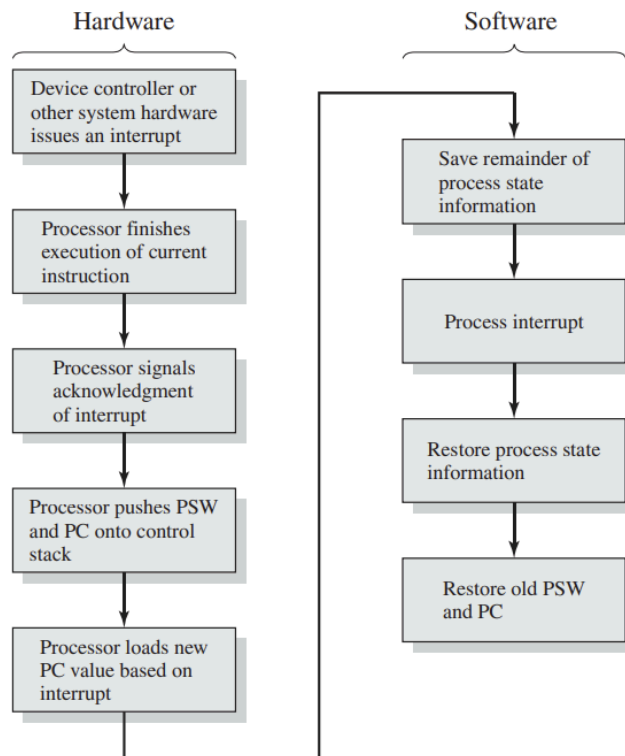 Hardware
Device controller or
other system hardware
issues an interrupt
Processor finishes
execution of current
instruction
Processor signals
acknowledgment
of interrupt
Processor pushes PSW
and PC onto control
stack
Processor loads new
PC value based on
interrupt
Software
Save remainder of
process state
information
Process interrupt
Restore process state
information
Restore old PSW
and PC